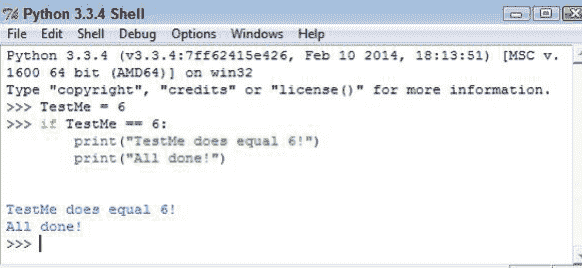 Python 3.3.4 Shell
File Edit Shell Debug Options Windows Help
Python 3.3.4 (v3.3.4:7ff62415e426, Feb 10 2014, 18:13:51) [MSC v.
1600 64 bit (AMD64)] on win32
Type "copyright", "credits" or "license()" for more information.
>>> TestMe = 6
>>> if TestMe == 6:
        print("TestMe does equal 6!")
        print("All done!")
TestMe does equal 6!
All done!
>>>